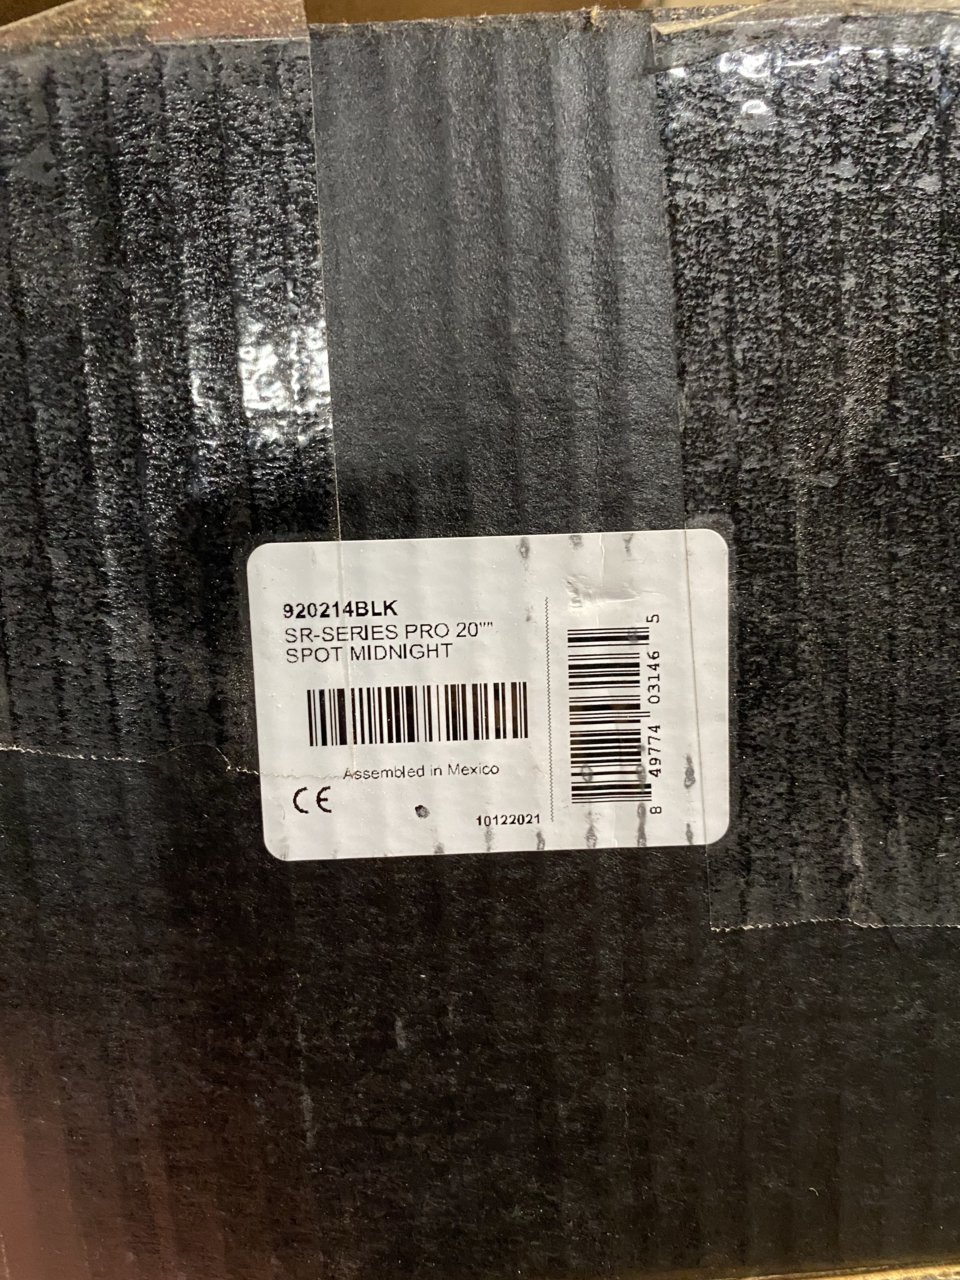 920214BLK
SR-SERIES PRO 20""
SPOT MIDNIGHT
Assembled in Mexico
CE
10122021
8 49774 03146 5